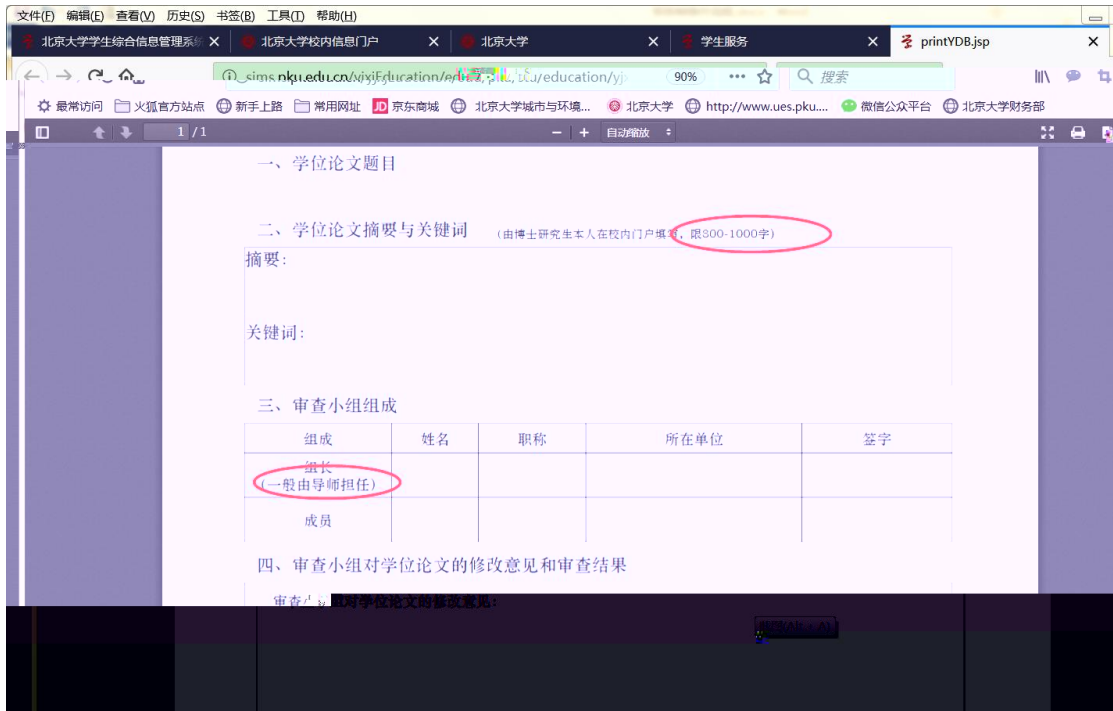 文件(F) 编辑(E) 查看(V) 历史(S) 书签(B) 工具(T) 帮助(H)
北京大学学生综合信息管理系统 北京大学校内信息门户 北京大学 学生服务 printYDB.jsp
90% 搜索
最常访问 火狐官方站点 新手上路 常用网址 JD 京东商城 北京大学城市与环境... 北京大学 http://www.ues.pku.... 微信公众平台 北京大学财务部
1 / 1 自动缩放
一、学位论文题目
二、学位论文摘要与关键词 (由博士研究生本人在校内门户填写，限800-1000字)
摘要：
关键词：
三、审查小组组成
组成 姓名 职称 所在单位 签字
组长
(一般由导师担任)
成员
四、审查小组对学位论文的修改意见和审查结果
审查小组对学位论文的修改意见：